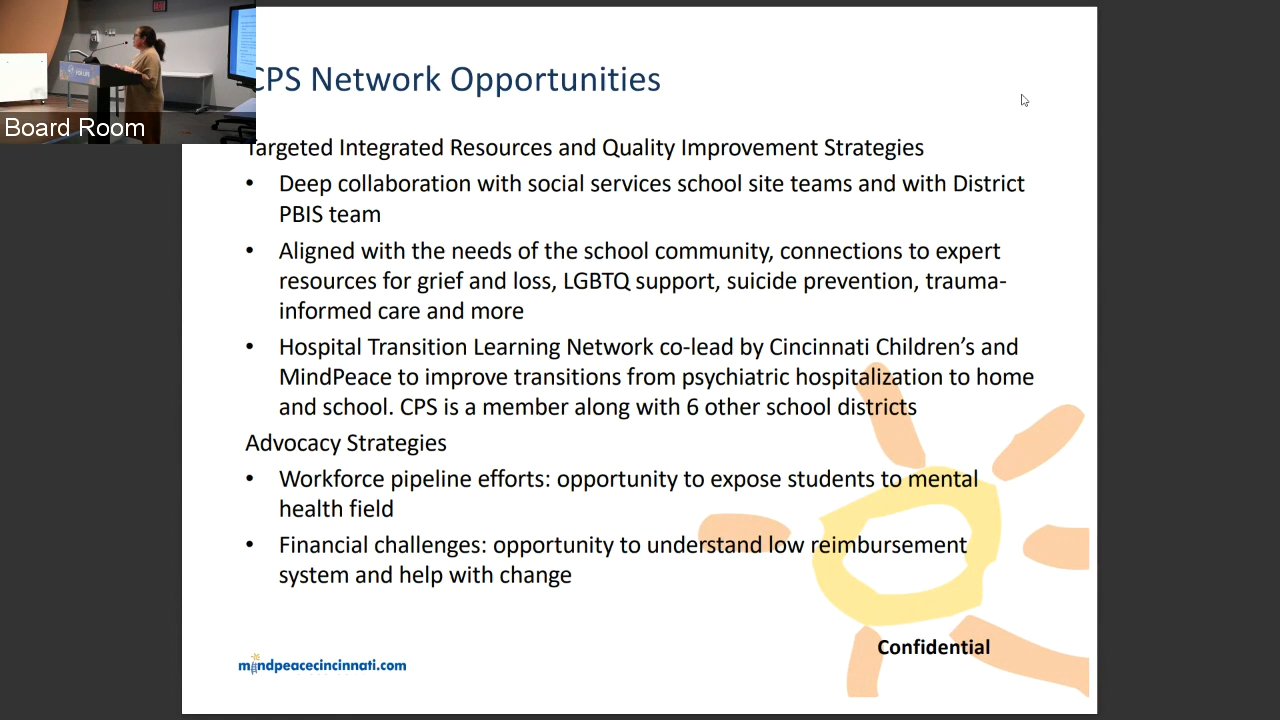 CPS Network Opportunities
Board Room
Targeted Integrated Resources and Quality Improvement Strategies
• Deep collaboration with social services school site teams and with District
PBIS team
• Aligned with the needs of the school community, connections to expert
resources for grief and loss, LGBTQ support, suicide prevention, trauma-
informed care and more
• Hospital Transition Learning Network co-lead by Cincinnati Children's and
MindPeace to improve transitions from psychiatric hospitalization to home
and school. CPS is a member along with 6 other school districts
Advocacy Strategies
• Workforce pipeline efforts: opportunity to expose students to mental
health field
• Financial challenges: opportunity to understand low reimbursement
system and help with change
Confidential
mindpeacecincinnati.com